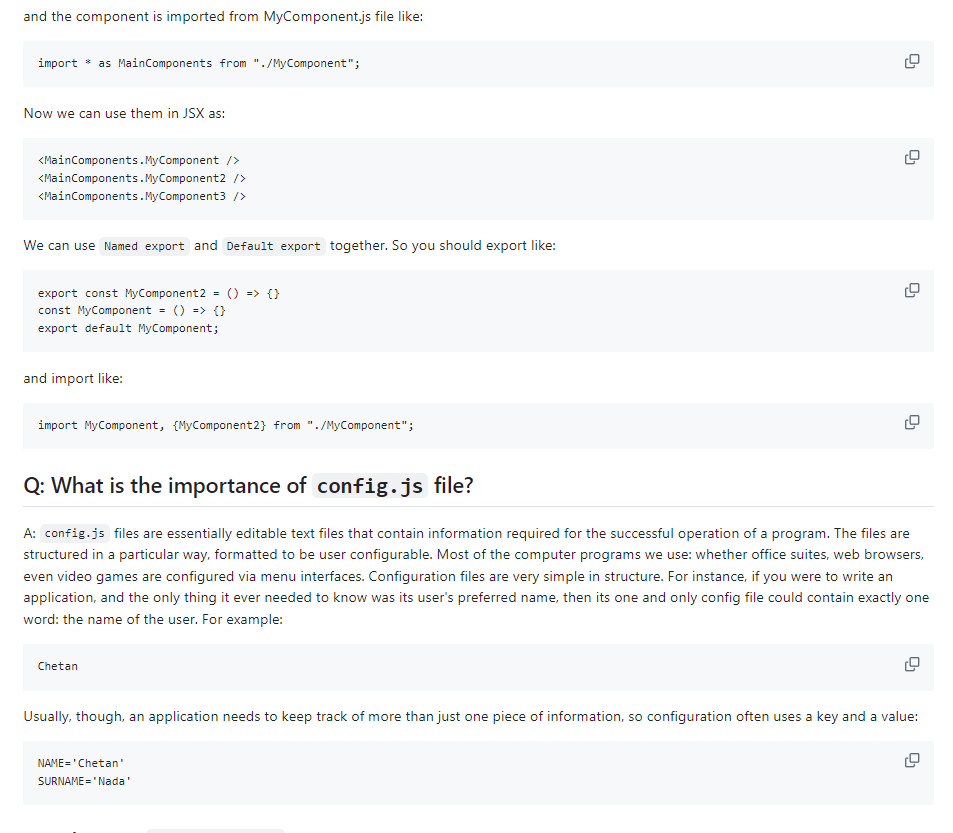 and the component is imported from MyComponent.js file like:
import * as MainComponents from "./MyComponent";
Now we can use them in JSX as:
<MainComponents.MyComponent />
<MainComponents.MyComponent2 />
<MainComponents.MyComponent3 />
We can use Named export and Default export together. So you should export like:
export const MyComponent2 = () => {}
const MyComponent = () => {}
export default MyComponent;
and import like:
import MyComponent, {MyComponent2} from "./MyComponent";
Q: What is the importance of config.js file?
A: config.js files are essentially editable text files that contain information required for the successful operation of a program. The files are
structured in a particular way, formatted to be user configurable. Most of the computer programs we use: whether office suites, web browsers,
even video games are configured via menu interfaces. Configuration files are very simple in structure. For instance, if you were to write an
application, and the only thing it ever needed to know was its user's preferred name, then its one and only config file could contain exactly one
word: the name of the user. For example:
Chetan
Usually, though, an application needs to keep track of more than just one piece of information, so configuration often uses a key and a value:
NAME='Chetan'
SURNAME='Nada'